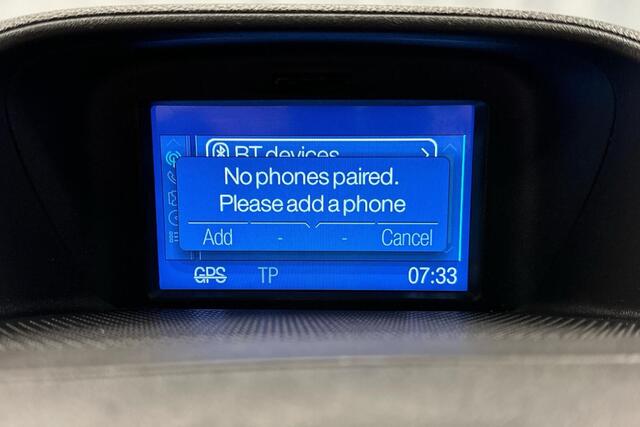 BT devices
No phones paired.
Please add a phone
Add - - Cancel
GPS TP 07:33